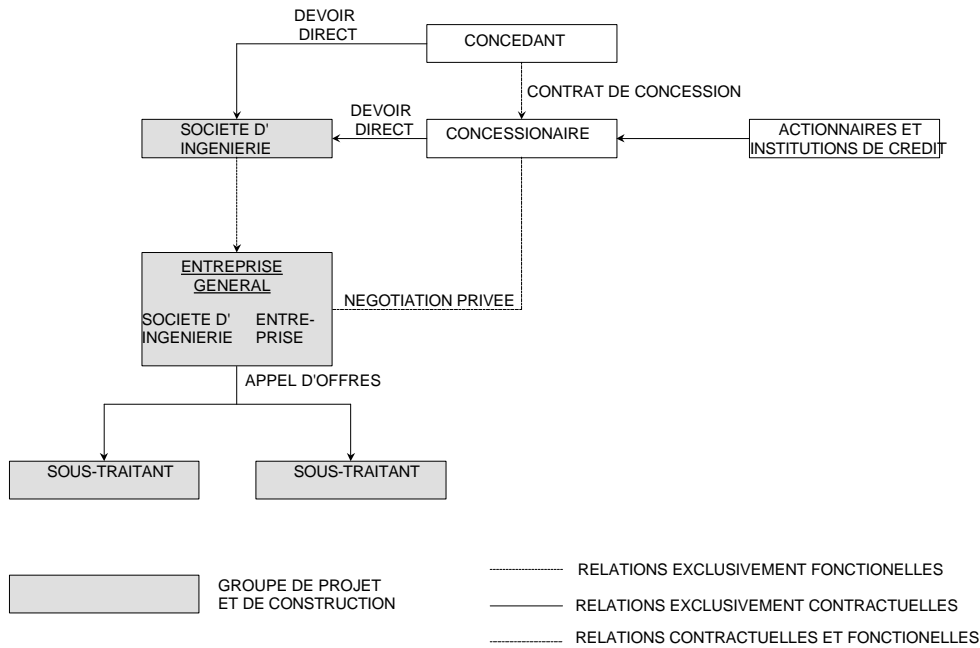 DEVOIR
DIRECT
CONCEDANT
CONTRAT DE CONCESSION
DEVOIR
DIRECT
SOCIETE D'
INGENIERIE
CONCESSIONAIRE
ACTIONNAIRES ET
INSTITUTIONS DE CREDIT
ENTREPRISE
GENERAL
SOCIETE D'
INGENIERIE
ENTRE-
PRISE
NEGOTIATION PRIVEE
APPEL D'OFFRES
SOUS-TRAITANT
SOUS-TRAITANT
GROUPE DE PROJET
ET DE CONSTRUCTION
RELATIONS EXCLUSIVEMENT FONCTIONELLES
RELATIONS EXCLUSIVEMENT CONTRACTUELLES
RELATIONS CONTRACTUELLES ET FONCTIONELLES